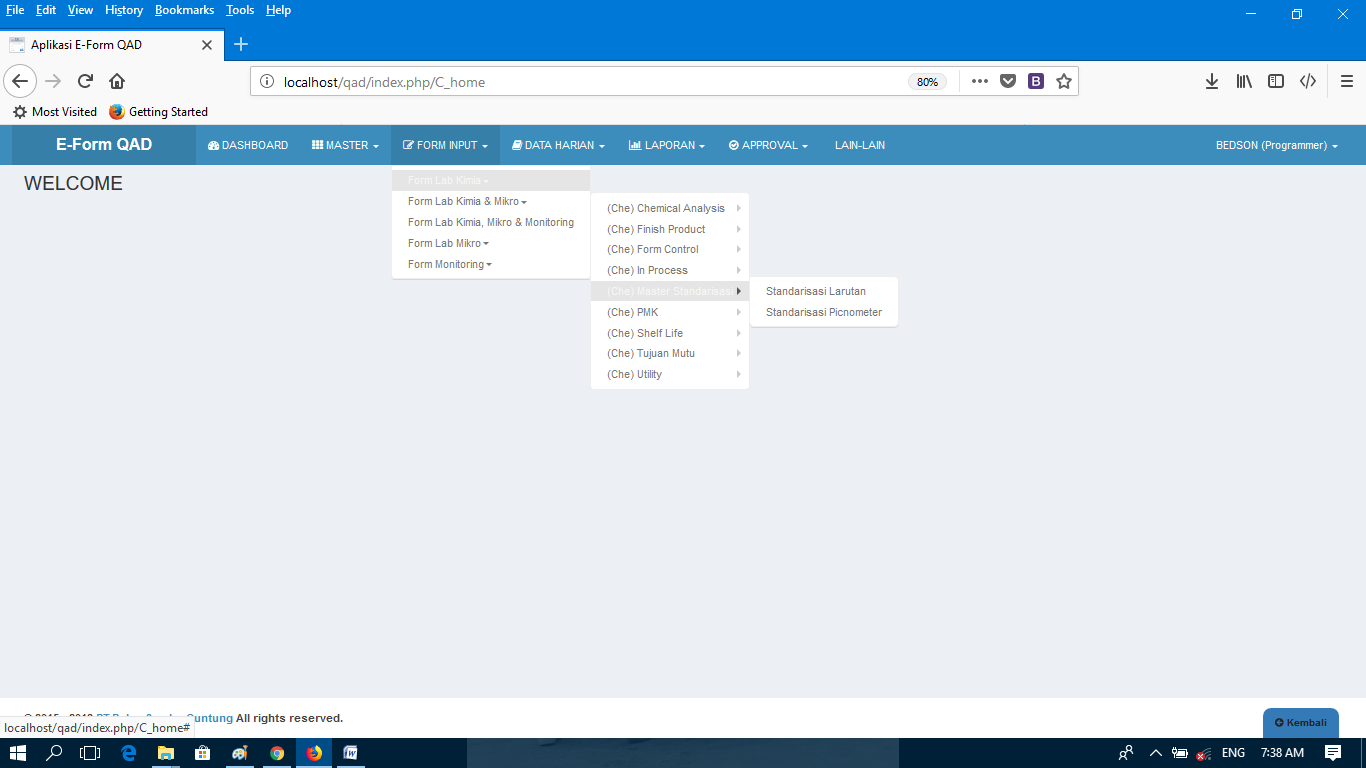 File Edit View History Bookmarks Tools Help
Aplikasi E-Form QAD
localhost/qad/index.php/C_home 80%
Most Visited Getting Started
E-Form QAD DASHBOARD MASTER FORM INPUT DATA HARIAN LAPORAN APPROVAL LAIN-LAIN BEDSON (Programmer)
WELCOME
Form Lab Kimia
Form Lab Kimia & Mikro
Form Lab Kimia, Mikro & Monitoring
Form Lab Mikro
Form Monitoring
(Che) Chemical Analysis
(Che) Finish Product
(Che) Form Control
(Che) In Process
(Che) Master Standarisasi
(Che) PMK
(Che) Shelf Life
(Che) Tujuan Mutu
(Che) Utility
Standarisasi Larutan
Standarisasi Picnometer
Guntung All rights reserved.
localhost/qad/index.php/C_home#
Kembali
ENG 7:38 AM